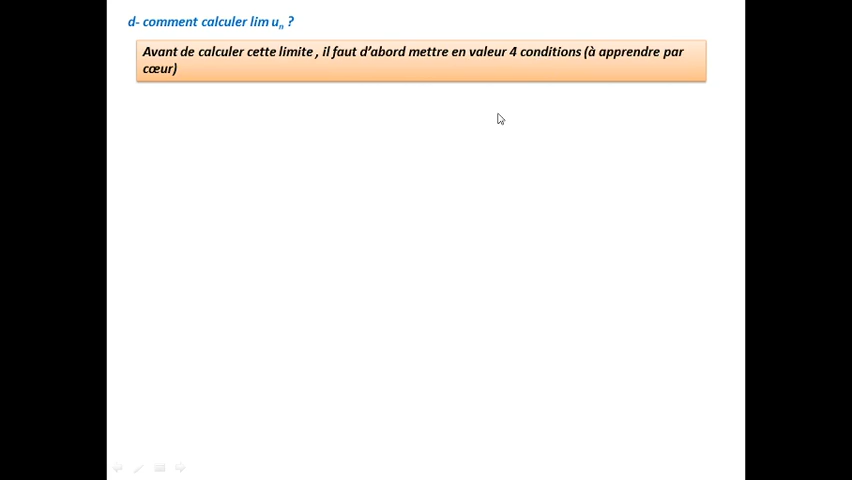 d- comment calculer lim uₙ ?
Avant de calculer cette limite , il faut d’abord mettre en valeur 4 conditions (à apprendre par
cœur)